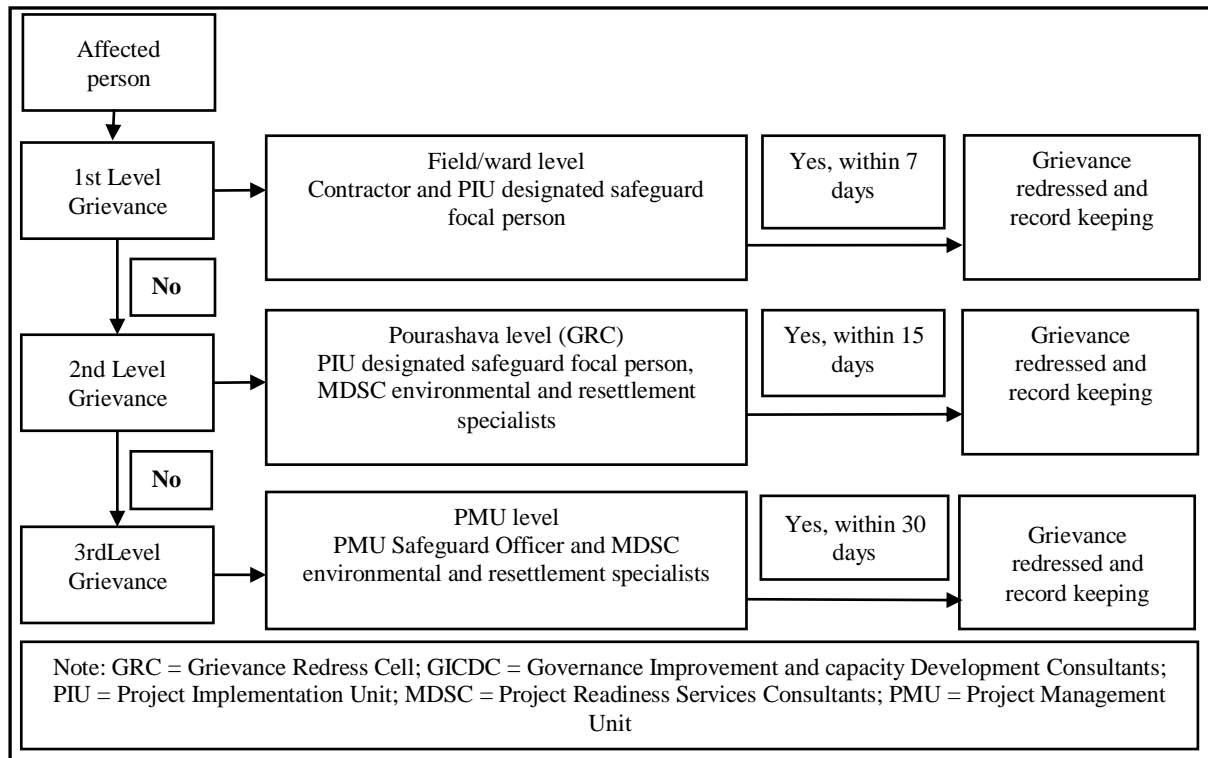 Affected
person
1st Level
Grievance
Field/ward level
Contractor and PIU designated safeguard
focal person
Yes, within 7
days
Grievance
redressed and
record keeping
No
2nd Level
Grievance
Pourashava level (GRC)
PIU designated safeguard focal person,
MDSC environmental and resettlement
specialists
Yes, within 15
days
Grievance
redressed and
record keeping
No
3rdLevel
Grievance
PMU level
PMU Safeguard Officer and MDSC
environmental and resettlement specialists
Yes, within 30
days
Grievance
redressed and
record keeping
Note: GRC = Grievance Redress Cell; GICDC = Governance Improvement and capacity Development Consultants;
PIU = Project Implementation Unit; MDSC = Project Readiness Services Consultants; PMU = Project Management
Unit